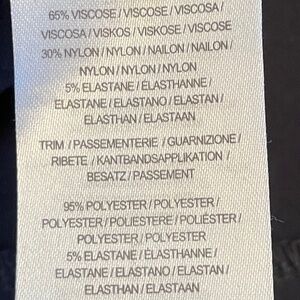 65% VISCOSE / VISCOSE / VISCOSA /
VISCOSA / VISKOS / VISKOSE / VISCOSE
30% NYLON / NYLON / NAILON / NAILON /
NYLON / NYLON / NYLON
5% ELASTANE / ELASTHANNE /
ELASTANE / ELASTANO / ELASTAN /
ELASTHAN / ELASTAAN
TRIM / PASSEMENTERIE / GUARNIZIONE /
RIBETE / KANTBANDSAPPLIKATION /
BESATZ / PASSEMENT
95% POLYESTER / POLYESTER /
POLYESTER / POLIESTERE / POLIÉSTER /
POLYESTER / POLYESTER
5% ELASTANE / ELASTHANNE /
ELASTANE / ELASTANO / ELASTAN /
ELASTHAN / ELASTAAN